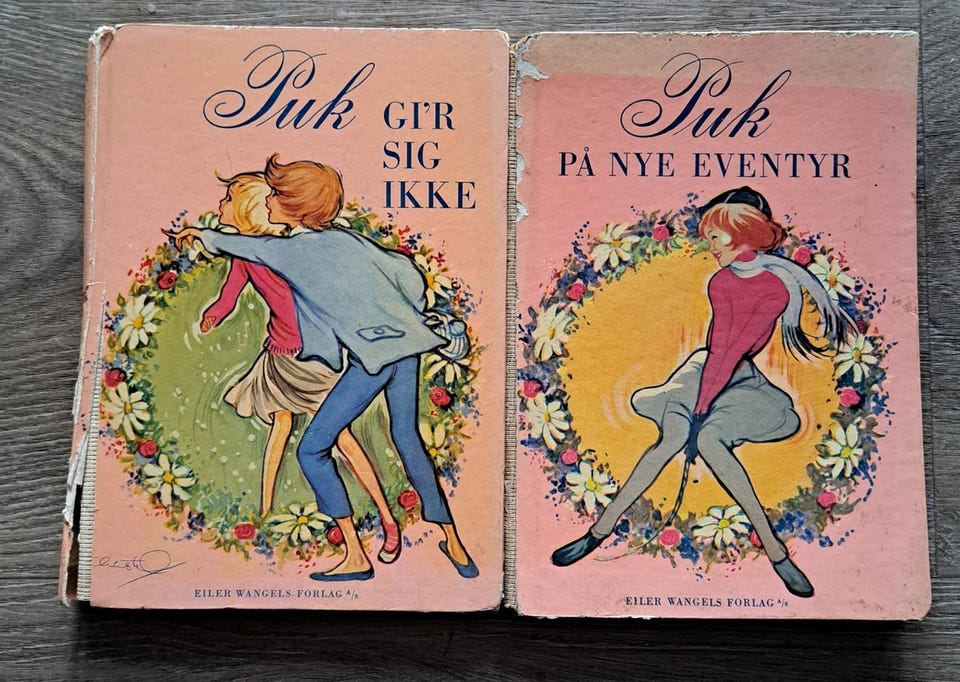 Puk GI'R
SIG
IKKE
EILER WANGELS FORLAG A/S
Puk
PÅ NYE EVENTYR
EILER WANGELS FORLAG A/S